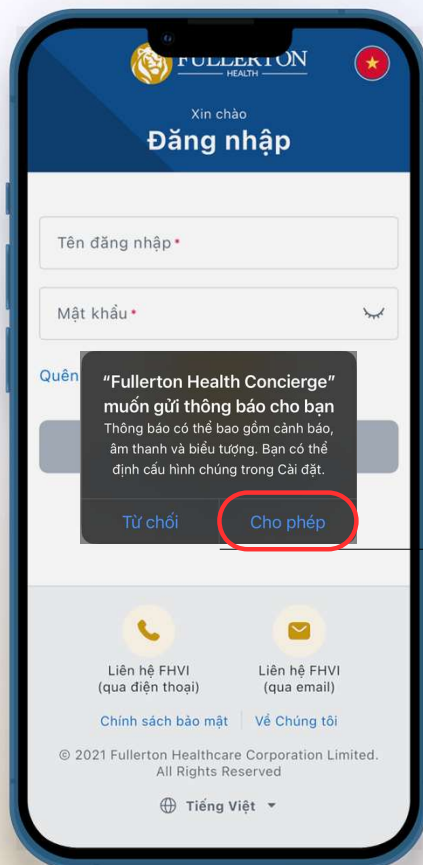 FULLERTON
HEALTH
Xin chào
Đăng nhập
Tên đăng nhập •
Mật khẩu •
Quên
“Fullerton Health Concierge”
muốn gửi thông báo cho bạn
Thông báo có thể bao gồm cảnh báo,
âm thanh và biểu tượng. Bạn có thể
định cấu hình chúng trong Cài đặt.
Từ chối
Cho phép
Liên hệ FHVI
(qua điện thoại)
Liên hệ FHVI
(qua email)
Chính sách bảo mật
Về Chúng tôi
© 2021 Fullerton Healthcare Corporation Limited.
All Rights Reserved
Tiếng Việt